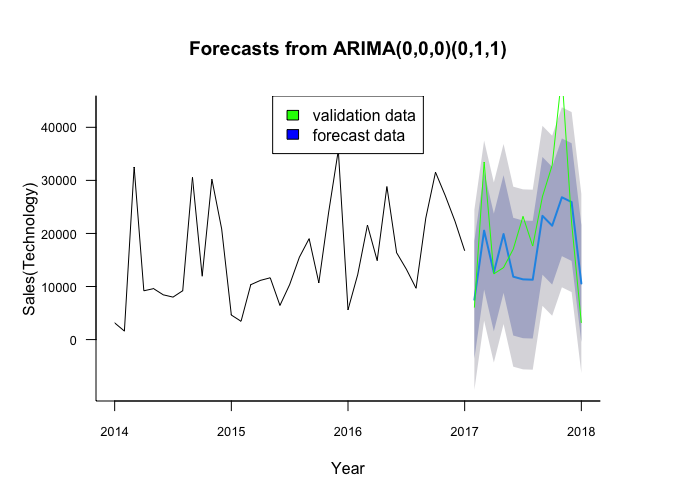 Forecasts from ARIMA(0,0,0)(0,1,1)
validation data
forecast data
Sales(Technology)
40000
30000
20000
10000
0
2014 2015 2016 2017 2018
Year